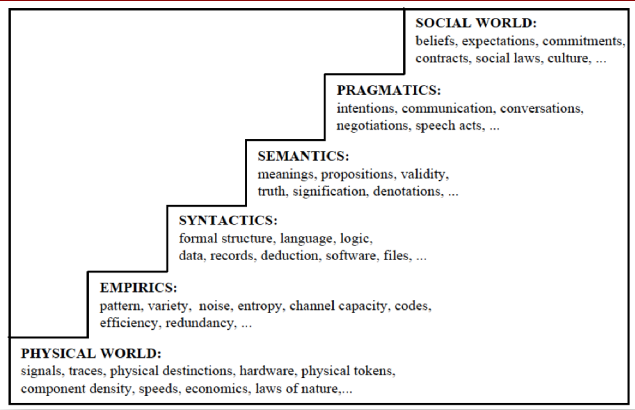 SOCIAL WORLD:
beliefs, expectations, commitments,
contracts, social laws, culture, ...
PRAGMATICS:
intentions, communication, conversations,
negotiations, speech acts, ...
SEMANTICS:
meanings, propositions, validity,
truth, signification, denotations, ...
SYNTACTICS:
formal structure, language, logic,
data, records, deduction, software, files, ...
EMPIRICS:
pattern, variety, noise, entropy, channel capacity, codes,
efficiency, redundancy, ...
PHYSICAL WORLD:
signals, traces, physical destinctions, hardware, physical tokens,
component density, speeds, economics, laws of nature,...